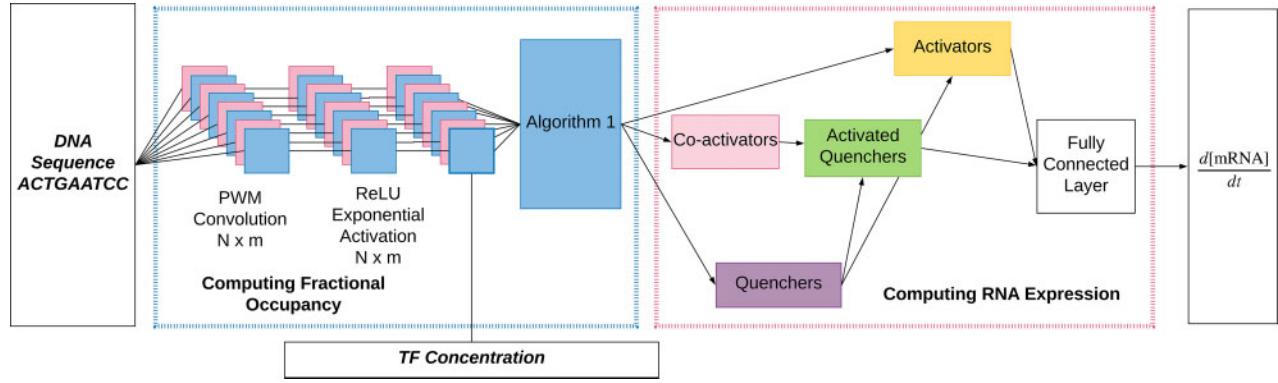 DNA
Sequence
ACTGAATCC
PWM
Convolution
N x m
ReLU
Exponential
Activation
N x m
Computing Fractional
Occupancy
Algorithm 1
TF Concentration
Activators
Co-activators
Activated
Quenchers
Quenchers
Fully
Connected
Layer
Computing RNA Expression
d[mRNA]
dt